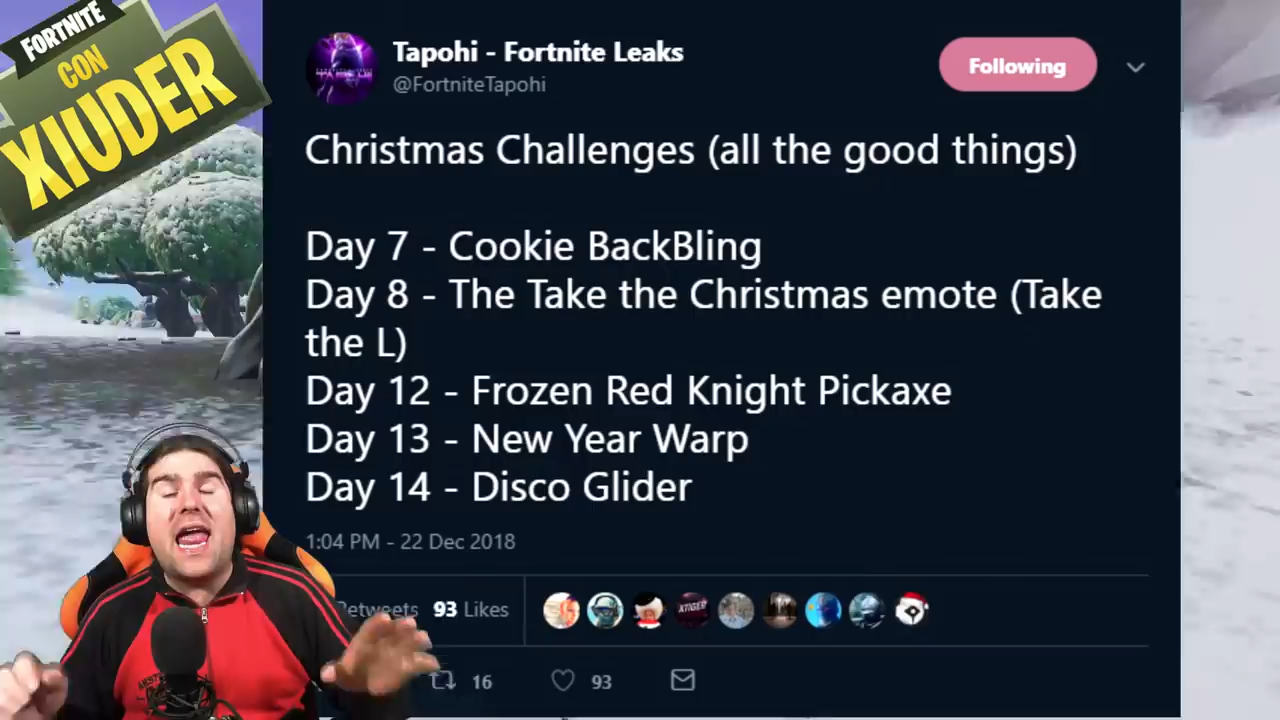 FORTNITE
CON
XIUDER
Tapohi - Fortnite Leaks
@FortniteTapohi
Following
Christmas Challenges (all the good things)
Day 7 - Cookie BackBling
Day 8 - The Take the Christmas emote (Take
the L)
Day 12 - Frozen Red Knight Pickaxe
Day 13 - New Year Warp
Day 14 - Disco Glider
1:04 PM - 22 Dec 2018
Retweets 93 Likes
XTIGER
16 93